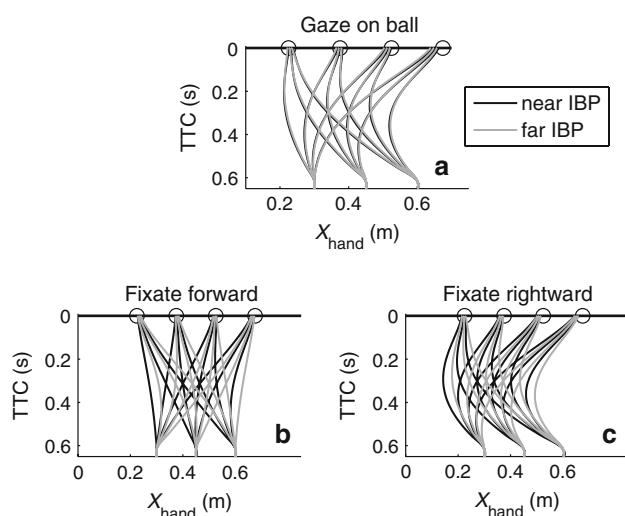 Gaze on ball
0
0.2
0.4
0.6
TTC (s)
0.2 0.4 0.6
X_hand (m)
a
near IBP
far IBP
Fixate forward
0
0.2
0.4
0.6
TTC (s)
0 0.2 0.4 0.6
X_hand (m)
b
Fixate rightward
0
0.2
0.4
0.6
TTC (s)
0 0.2 0.4 0.6
X_hand (m)
c